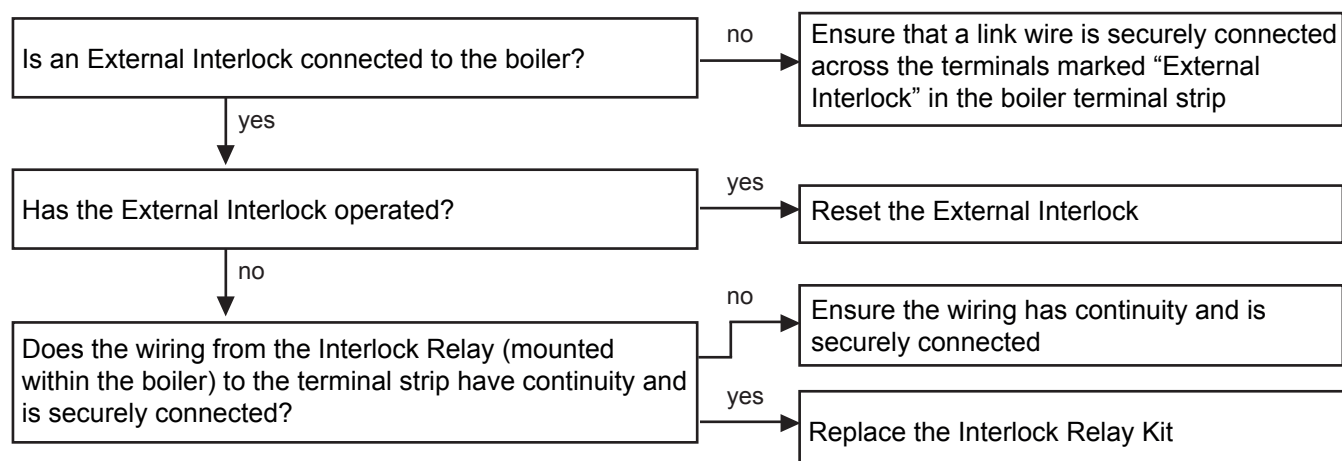 Is an External Interlock connected to the boiler?
no
Ensure that a link wire is securely connected
across the terminals marked “External
Interlock” in the boiler terminal strip
yes
Has the External Interlock operated?
yes
Reset the External Interlock
no
Does the wiring from the Interlock Relay (mounted
within the boiler) to the terminal strip have continuity and
is securely connected?
no
Ensure the wiring has continuity and is
securely connected
yes
Replace the Interlock Relay Kit